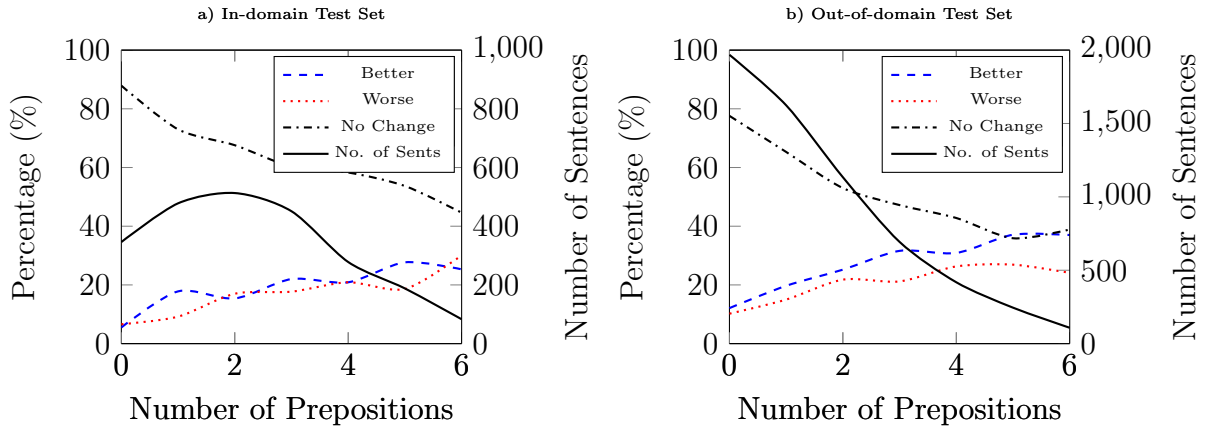 a) In-domain Test Set
100
80
60
40
20
0
Percentage (%)
1,000
800
600
400
200
0
Number of Sentences
Better
Worse
No Change
No. of Sents
0 2 4 6
Number of Prepositions
b) Out-of-domain Test Set
100
80
60
40
20
0
Percentage (%)
2,000
1,500
1,000
500
0
Number of Sentences
Better
Worse
No Change
No. of Sents
0 2 4 6
Number of Prepositions